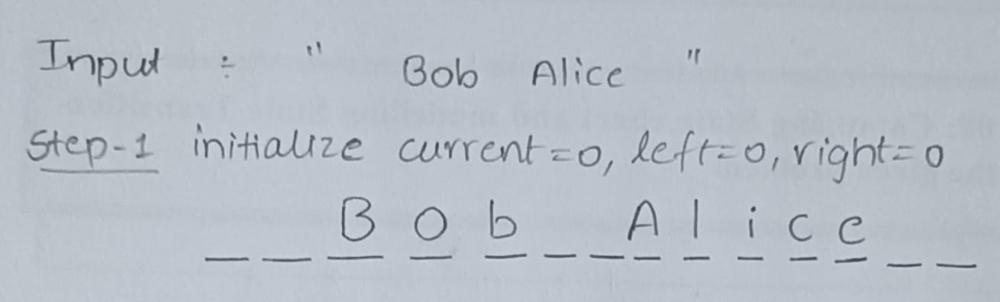 Input : " Bob Alice "
Step-1 initialize current=0, left=0, right=0
B o b A l i c e
_ _ _ _ _ _ _ _ _ _ _ _ _ _